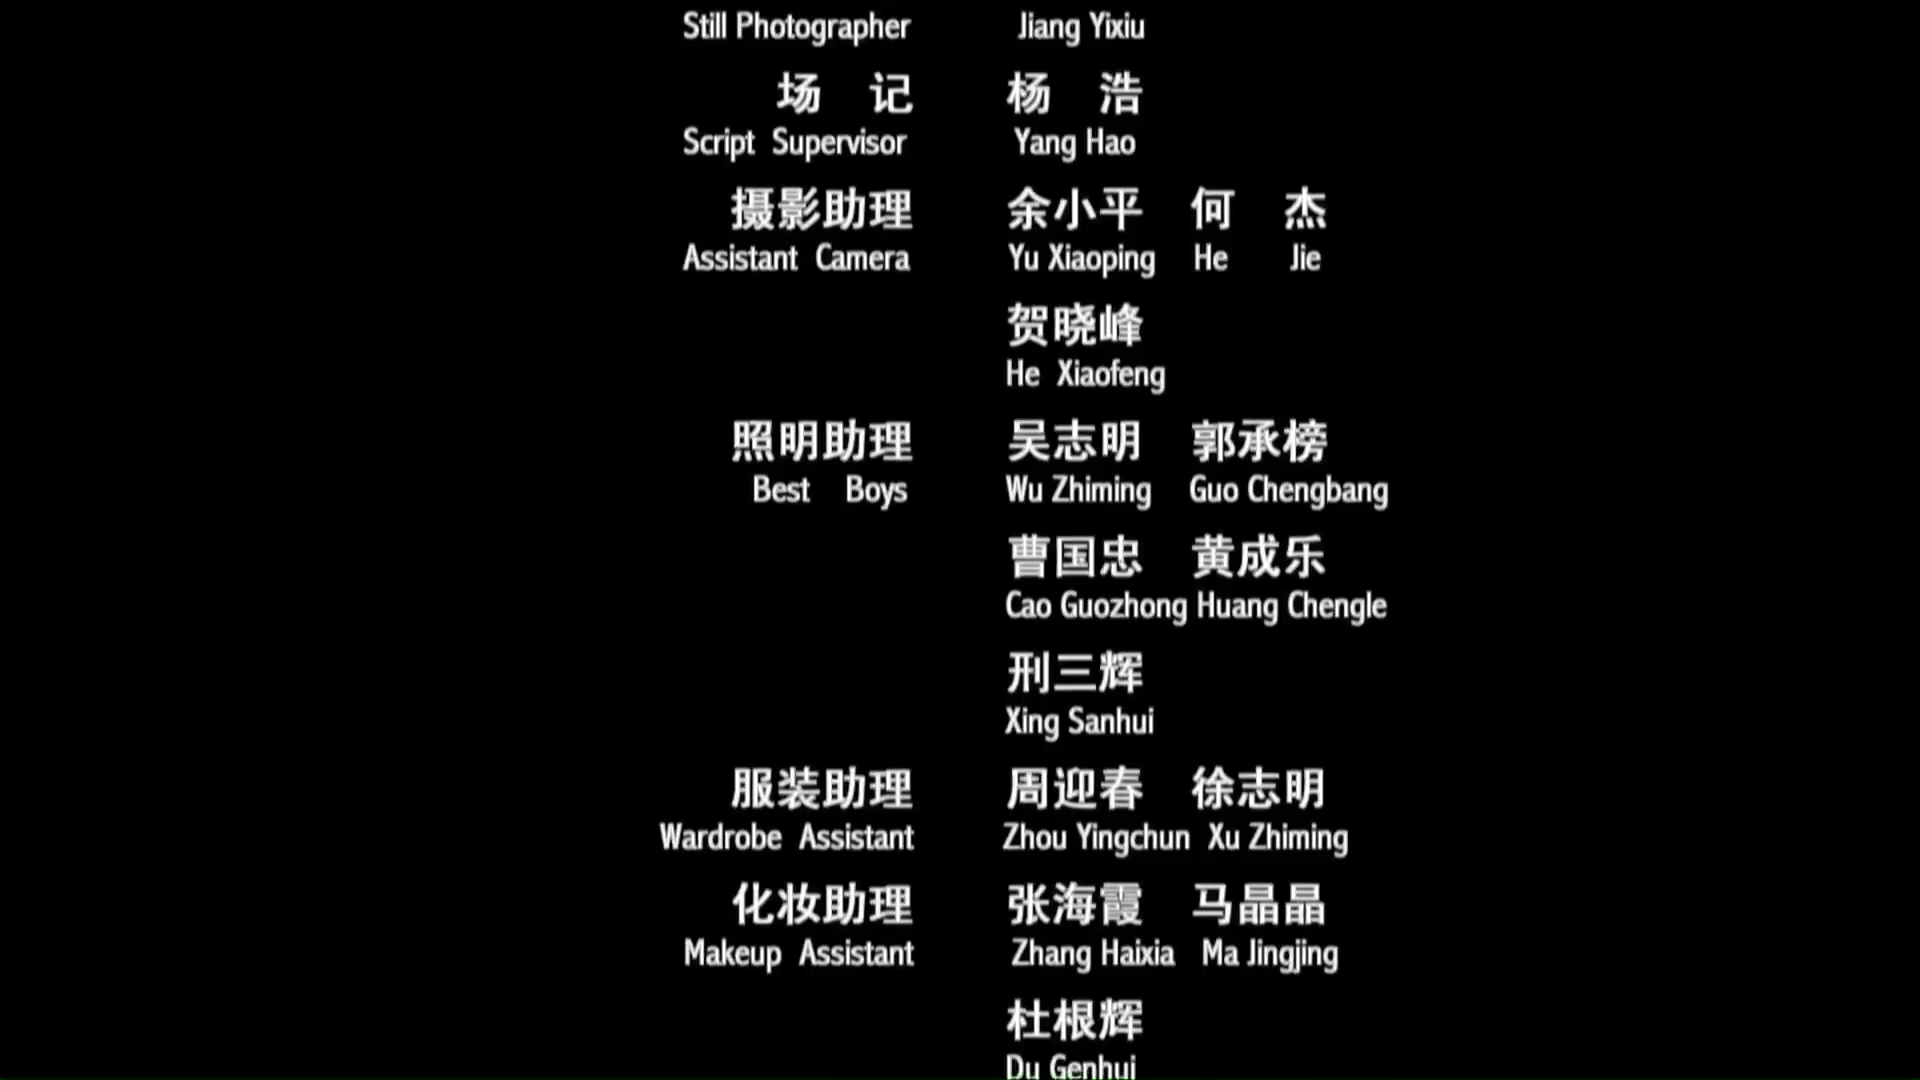 Still Photographer Jiang Yixiu
场 记 杨 浩
Script Supervisor Yang Hao
摄影助理 余小平 何 杰
Assistant Camera Yu Xiaoping He Jie
贺晓峰
He Xiaofeng
照明助理 吴志明 郭承榜
Best Boys Wu Zhiming Guo Chengbang
曹国忠 黄成乐
Cao Guozhong Huang Chengle
刑三辉
Xing Sanhui
服装助理 周迎春 徐志明
Wardrobe Assistant Zhou Yingchun Xu Zhiming
化妆助理 张海霞 马晶晶
Makeup Assistant Zhang Haixia Ma Jingjing
杜根辉
Du Genhui